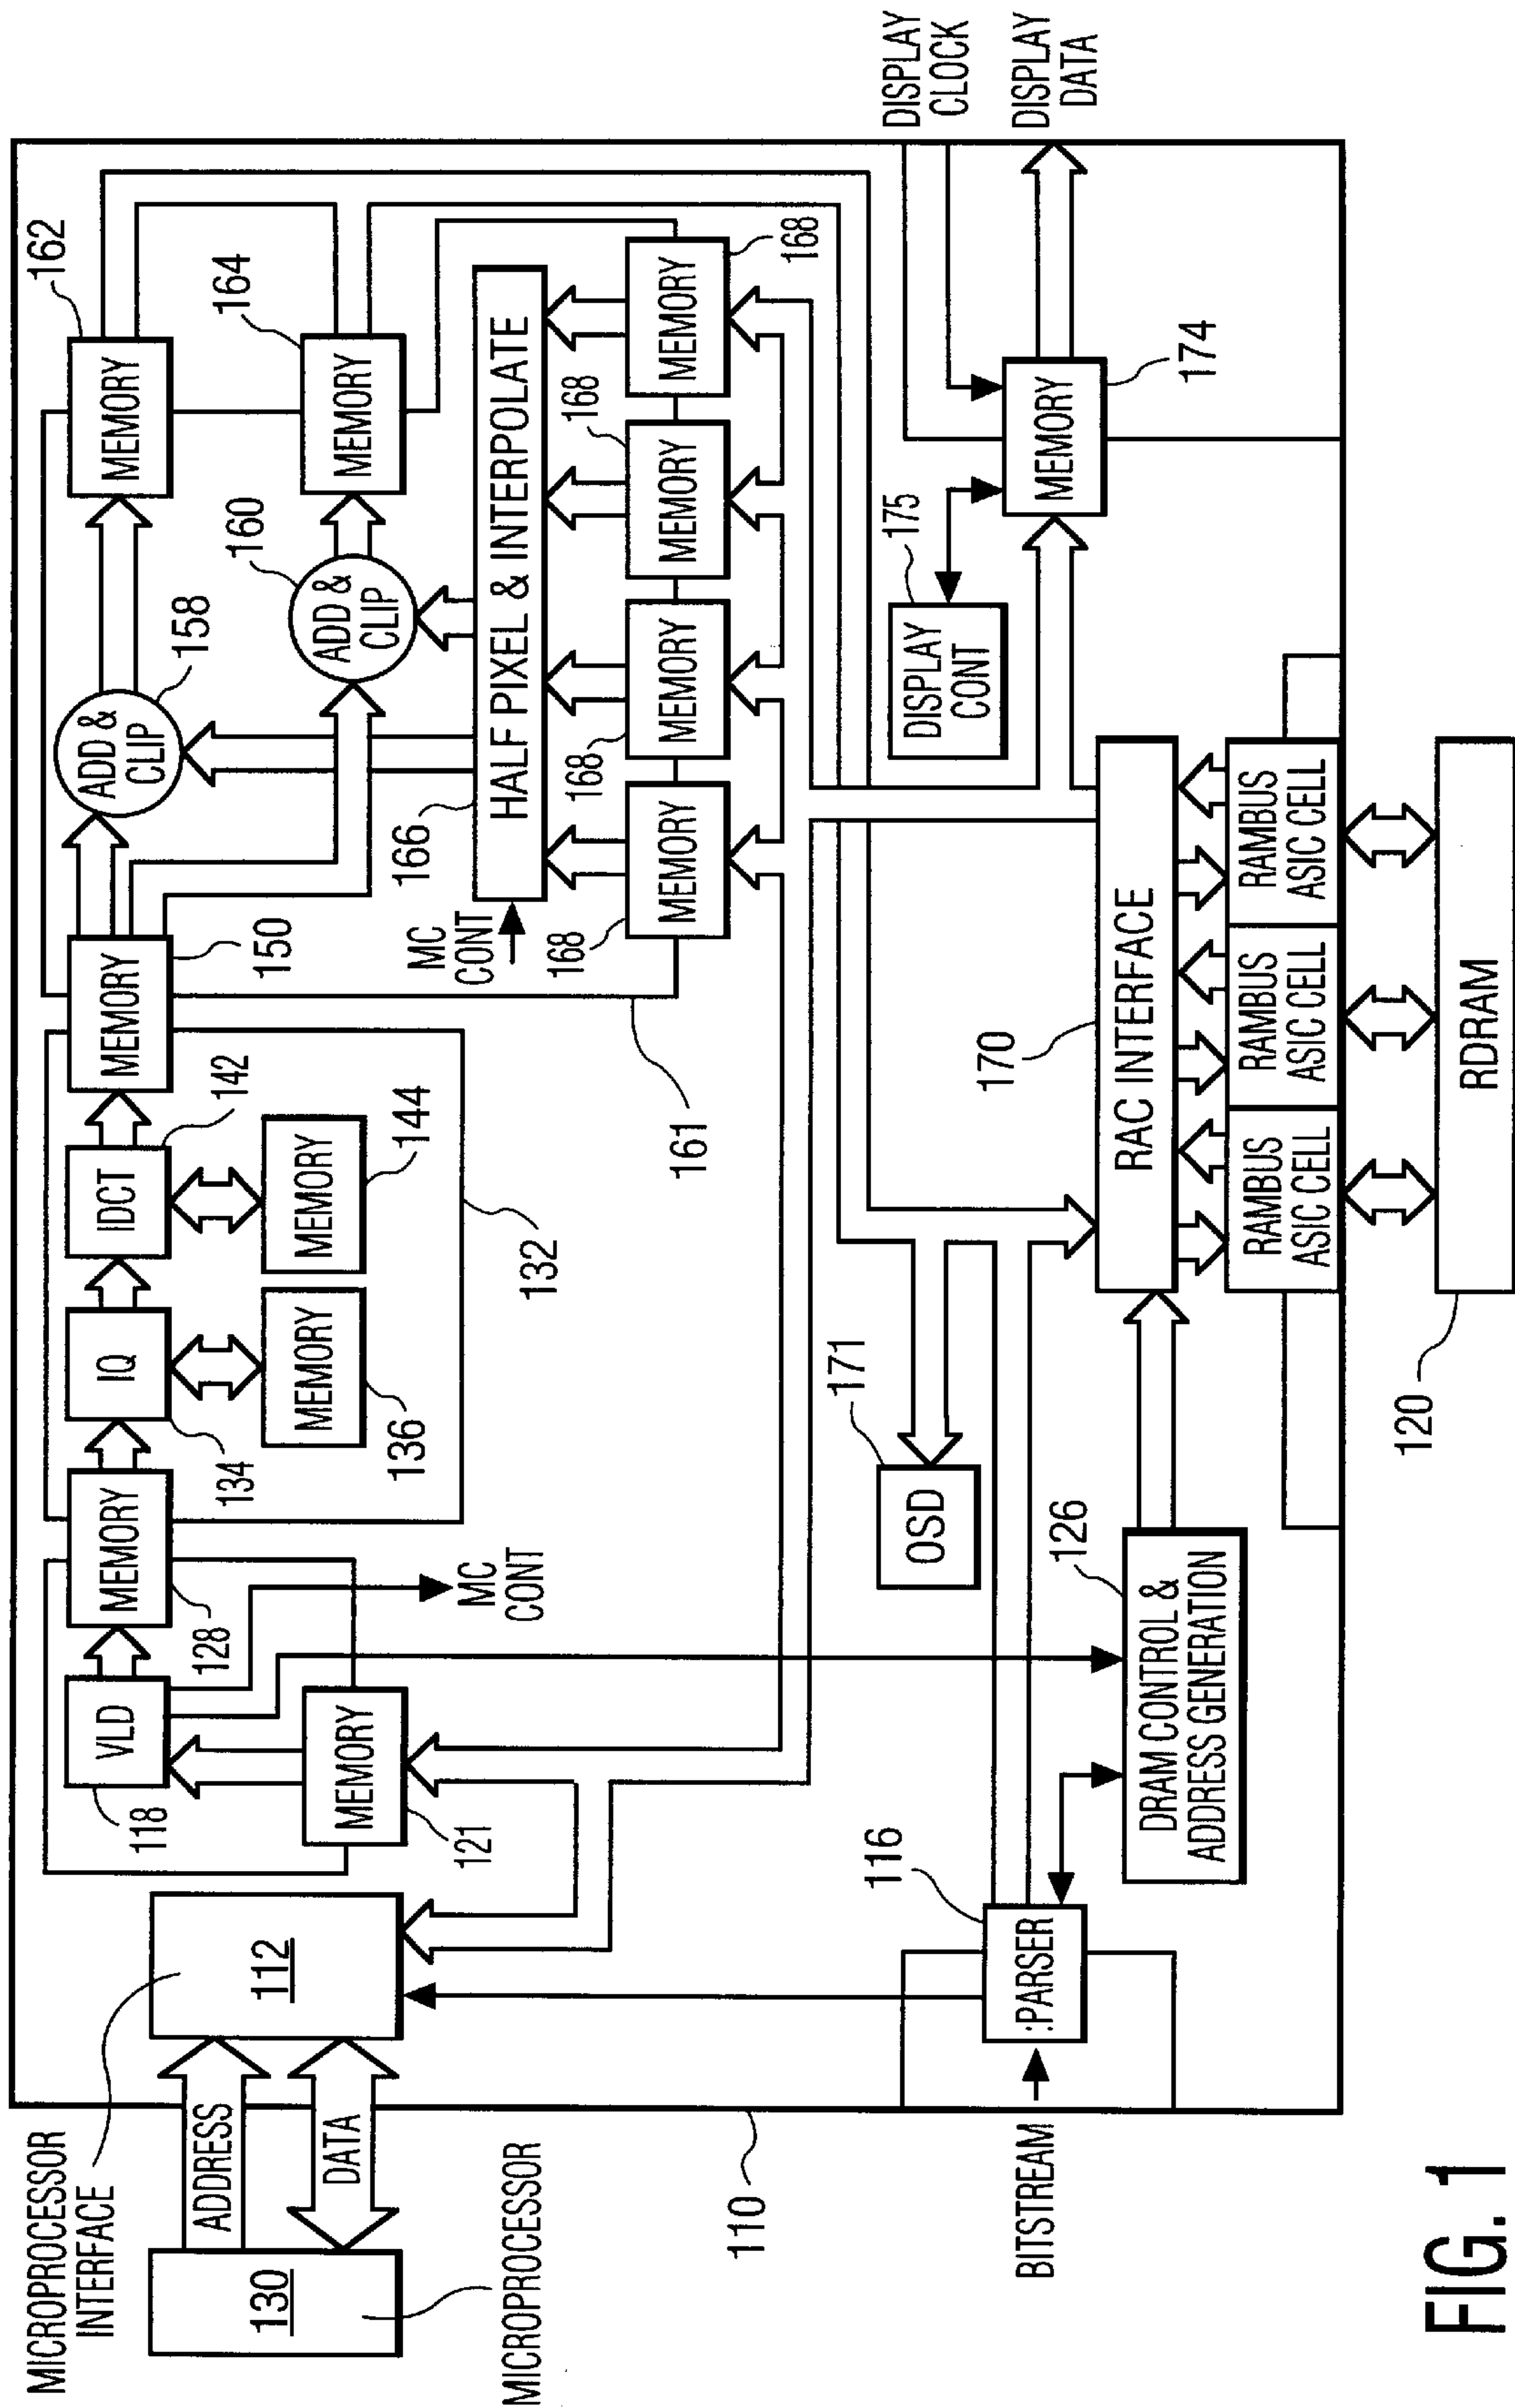 MICROPROCESSOR
INTERFACE
130
MICROPROCESSOR
ADDRESS
DATA
112
110
BITSTREAM
:PARSER
116
VLD
118
MEMORY
121
MEMORY
128
MC
CONT
IQ
134
MEMORY
136
IDCT
142
MEMORY
144
132
MEMORY
150
161
ADD &
CLIP
158
ADD &
CLIP
160
MEMORY
162
MEMORY
164
MC
CONT
HALF PIXEL & INTERPOLATE
166
MEMORY
168
MEMORY
168
MEMORY
168
MEMORY
168
OSD
171
DRAM CONTROL &
ADDRESS GENERATION
126
RAC INTERFACE
170
RAMBUS
ASIC CELL
RAMBUS
ASIC CELL
RAMBUS
ASIC CELL
RDRAM
120
DISPLAY
CONT
175
MEMORY
174
DISPLAY
CLOCK
DISPLAY
DATA
FIG. 1